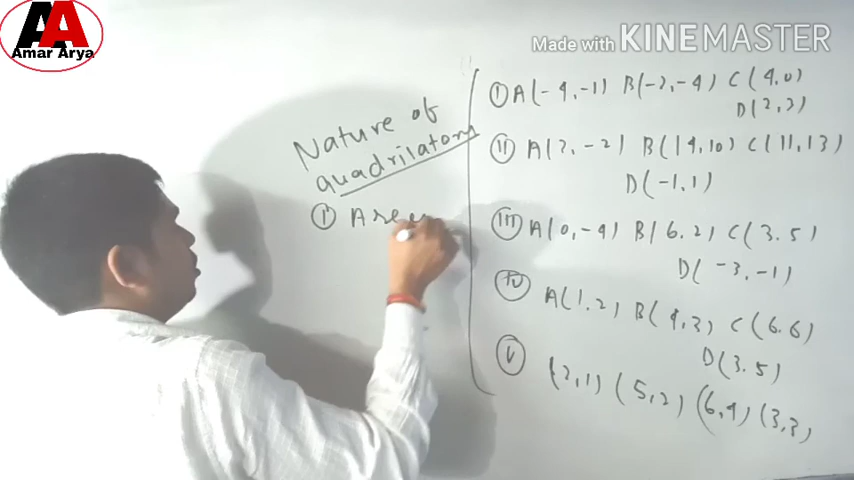 AA
Amar Arya
Made with KINEMASTER
Nature of
quadrilatorys
(i) Area
(I) A(-4,-1) B(-2,-4) C(4,0)
D(2,3)
(II) A(2,-2) B(14,10) C(11,13)
D(-1,1)
(III) A(0,-4) B(6.2) C(3.5)
D(-3,-1)
(IV) A(1.2) B(4,3) C(6.6)
D(3.5)
(V) (2,1) (5,2) (6,4) (3,3)